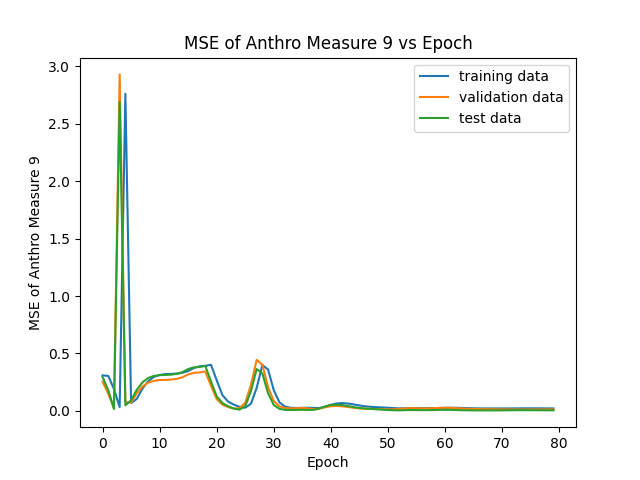 MSE of Anthro Measure 9 vs Epoch
training data
validation data
test data
MSE of Anthro Measure 9
3.0
2.5
2.0
1.5
1.0
0.5
0.0
0 10 20 30 40 50 60 70 80
Epoch